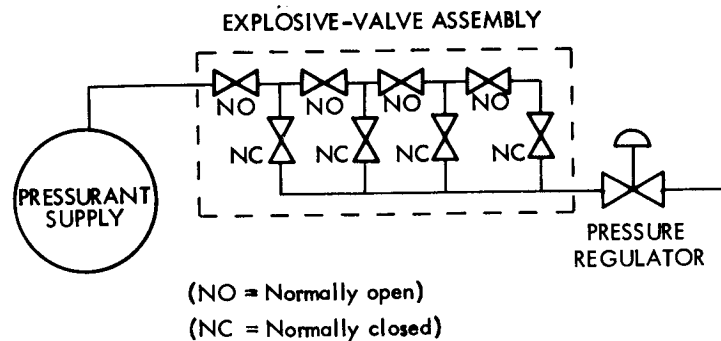 EXPLOSIVE-VALVE ASSEMBLY
NO
NO
NO
NO
NC
NC
NC
NC
PRESSURANT
SUPPLY
PRESSURE
REGULATOR
(NO = Normally open)
(NC = Normally closed)